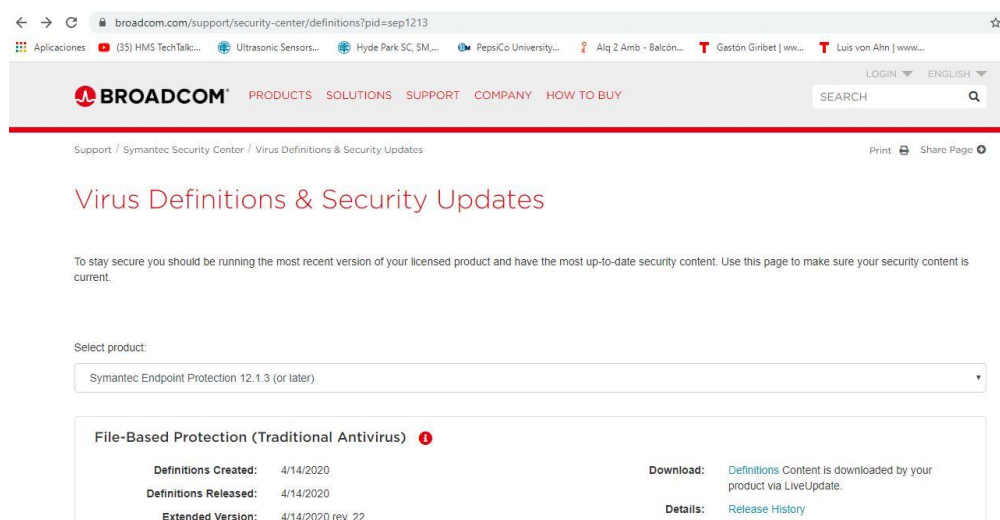 broadcom.com/support/security-center/definitions?pid=sep1213
Aplicaciones (35) HMS TechTalk:... Ultrasonic Sensors... Hyde Park SC, SM,... PepsiCo University... Alq 2 Amb - Balcón... Gastón Giribet | ww... Luis von Ahn | www...
LOGIN ENGLISH
BROADCOM® PRODUCTS SOLUTIONS SUPPORT COMPANY HOW TO BUY SEARCH
Support / Symantec Security Center / Virus Definitions & Security Updates Print Share Page
Virus Definitions & Security Updates
To stay secure you should be running the most recent version of your licensed product and have the most up-to-date security content. Use this page to make sure your security content is
current.
Select product:
Symantec Endpoint Protection 12.1.3 (or later)
File-Based Protection (Traditional Antivirus)
Definitions Created: 4/14/2020 Download: Definitions Content is downloaded by your
product via LiveUpdate.
Definitions Released: 4/14/2020
Details: Release History
Extended Version: 4/14/2020 rev. 22